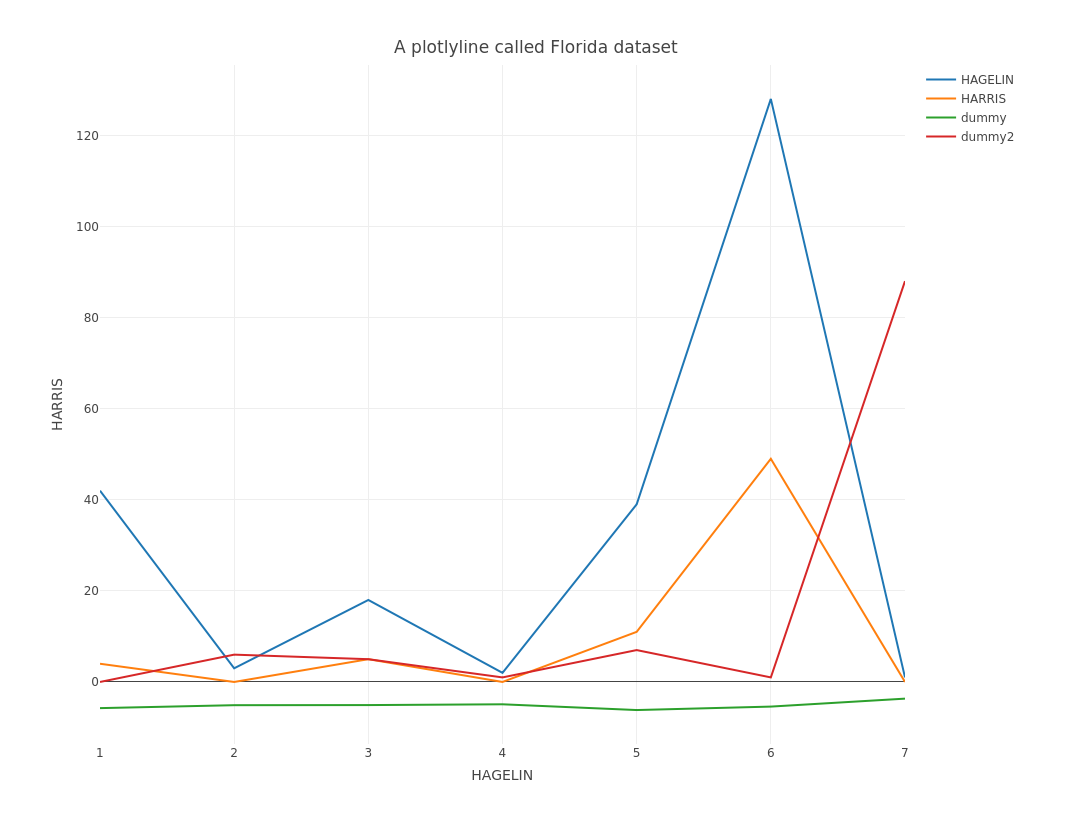 A plotlyline called Florida dataset
HAGELIN
HARRIS
dummy
dummy2
120
100
80
60
40
20
0
HARRIS
1 2 3 4 5 6 7
HAGELIN